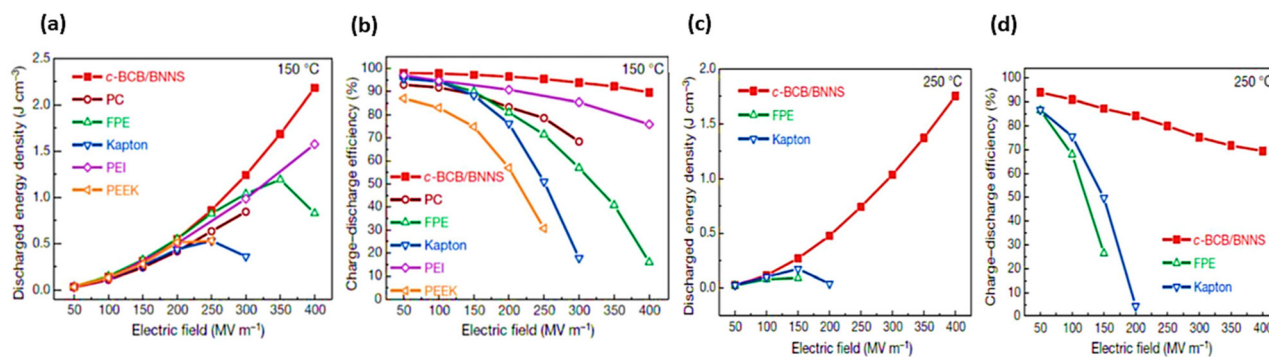 (a)
150 °C
c-BCB/BNNS
PC
FPE
Kapton
PEI
PEEK
Discharged energy density (J cm⁻³)
2.5
2.0
1.5
1.0
0.5
0.0
50 100 150 200 250 300 350 400
Electric field (MV m⁻¹)
(b)
150 °C
Charge–discharge efficiency (%)
100
90
80
70
60
50
40
30
20
10
0
c-BCB/BNNS
PC
FPE
Kapton
PEI
PEEK
50 100 150 200 250 300 350 400
Electric field (MV m⁻¹)
(c)
250 °C
c-BCB/BNNS
FPE
Kapton
Discharged energy density (J cm⁻³)
2.0
1.5
1.0
0.5
0.0
50 100 150 200 250 300 350 400
Electric field (MV m⁻¹)
(d)
250 °C
Charge–discharge efficiency (%)
100
90
80
70
60
50
40
30
20
10
0
c-BCB/BNNS
FPE
Kapton
50 100 150 200 250 300 350 400
Electric field (MV m⁻¹)